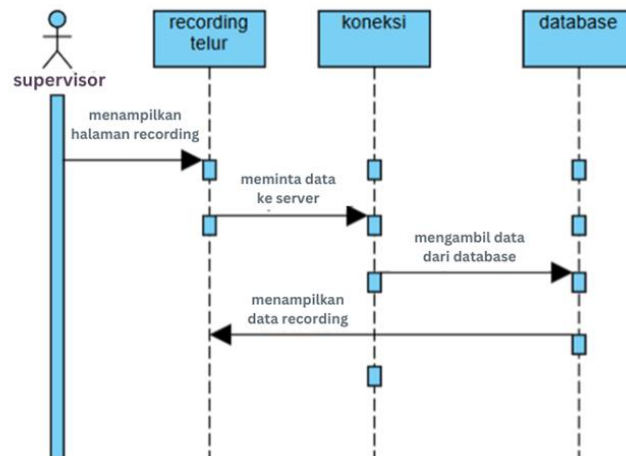 recording
telur
koneksi
database
supervisor
menampilkan
halaman recording
meminta data
ke server
mengambil data
dari database
menampilkan
data recording